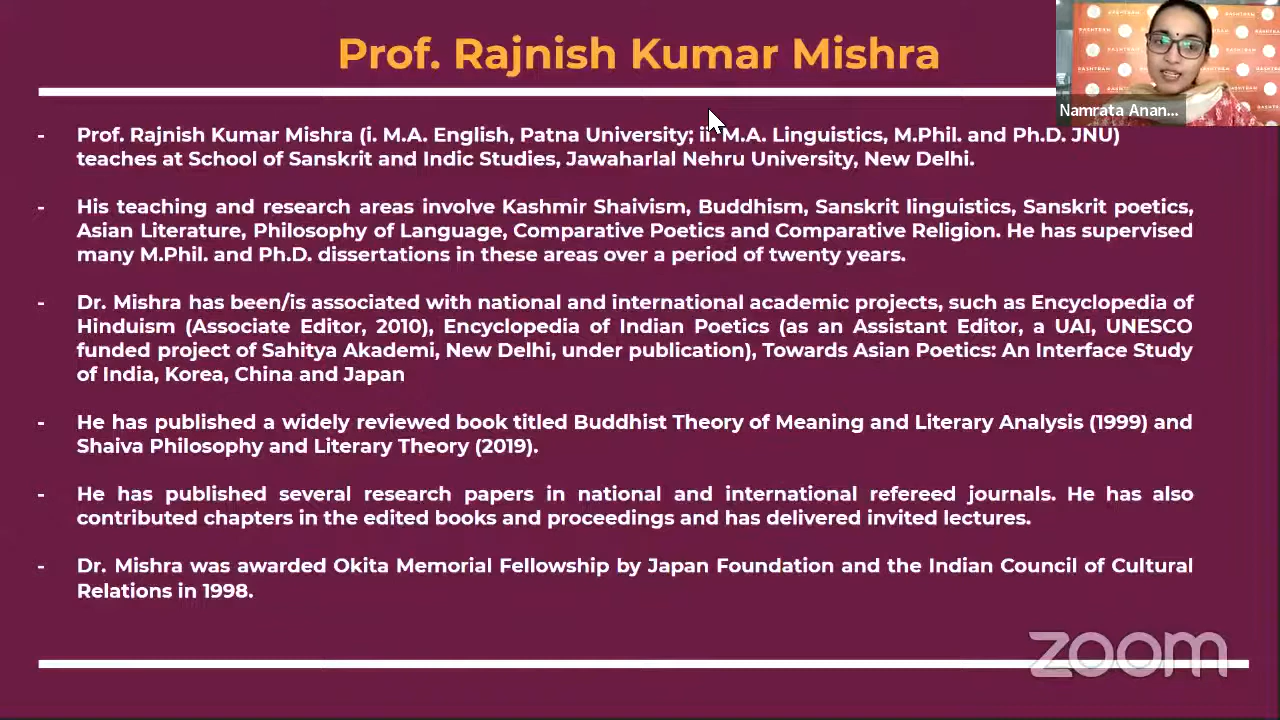 Prof. Rajnish Kumar Mishra
RASHTRAM
Namrata Anan...
- Prof. Rajnish Kumar Mishra (i. M.A. English, Patna University; ii. M.A. Linguistics, M.Phil. and Ph.D. JNU)
teaches at School of Sanskrit and Indic Studies, Jawaharlal Nehru University, New Delhi.
- His teaching and research areas involve Kashmir Shaivism, Buddhism, Sanskrit linguistics, Sanskrit poetics,
Asian Literature, Philosophy of Language, Comparative Poetics and Comparative Religion. He has supervised
many M.Phil. and Ph.D. dissertations in these areas over a period of twenty years.
- Dr. Mishra has been/is associated with national and international academic projects, such as Encyclopedia of
Hinduism (Associate Editor, 2010), Encyclopedia of Indian Poetics (as an Assistant Editor, a UAI, UNESCO
funded project of Sahitya Akademi, New Delhi, under publication), Towards Asian Poetics: An Interface Study
of India, Korea, China and Japan
- He has published a widely reviewed book titled Buddhist Theory of Meaning and Literary Analysis (1999) and
Shaiva Philosophy and Literary Theory (2019).
- He has published several research papers in national and international refereed journals. He has also
contributed chapters in the edited books and proceedings and has delivered invited lectures.
- Dr. Mishra was awarded Okita Memorial Fellowship by Japan Foundation and the Indian Council of Cultural
Relations in 1998.
zoom